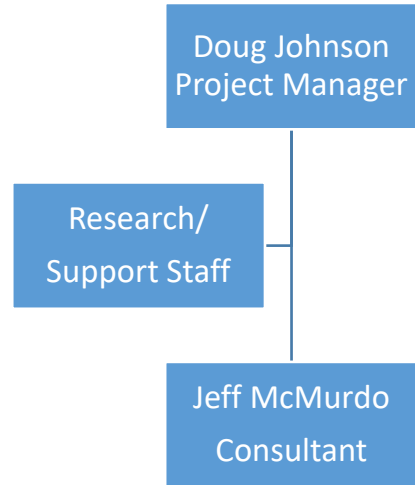 Doug Johnson
Project Manager
Research/
Support Staff
Jeff McMurdo
Consultant